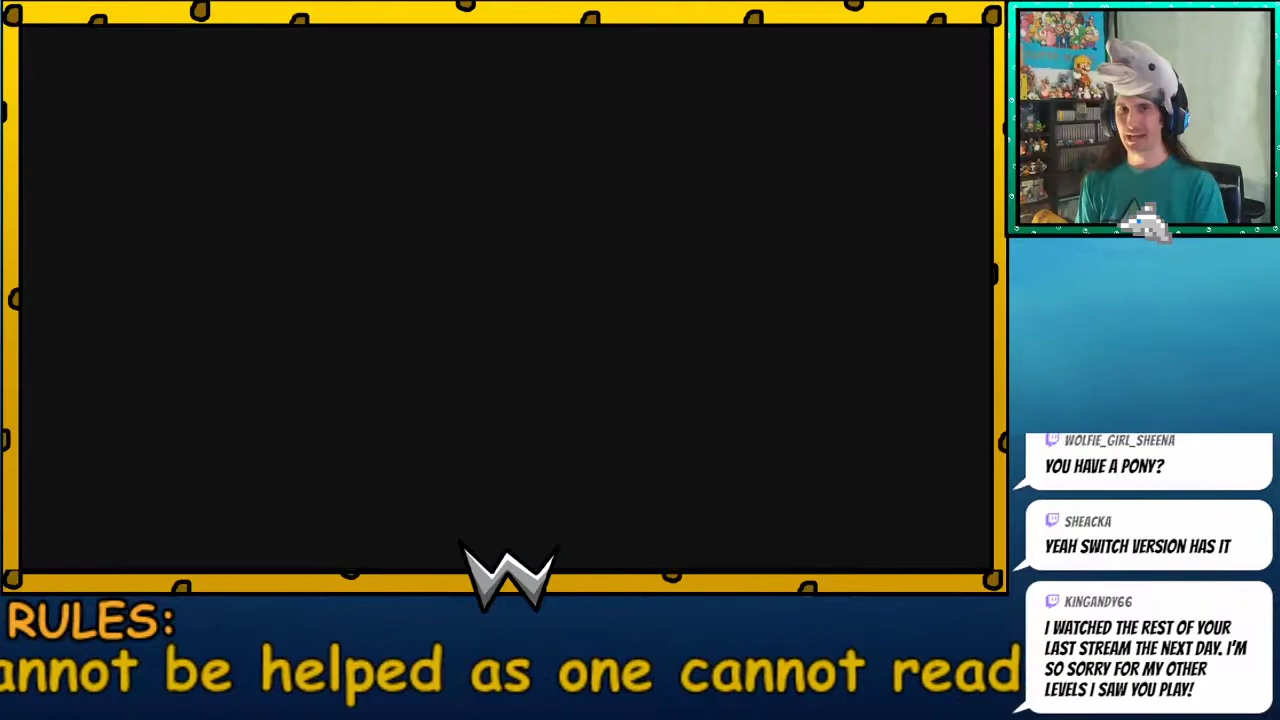 WOLFIE_GIRL_SHEENA
YOU HAVE A PONY?
SHEACKA
YEAH SWITCH VERSION HAS IT
KINGANDY66
I WATCHED THE REST OF YOUR
LAST STREAM THE NEXT DAY. I'M
SO SORRY FOR MY OTHER
LEVELS I SAW YOU PLAY!
RULES:
annot be helped as one cannot read